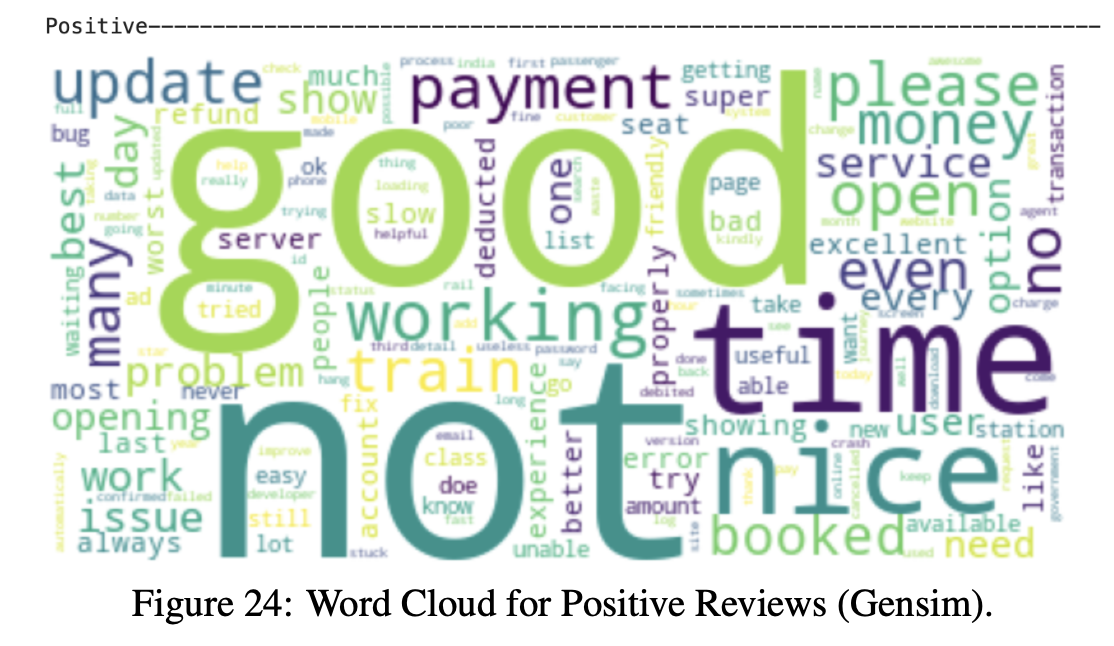 Positive--------------------------------------------------------------------------------
update check much process india first passenger payment getting awesome please
full refund show possible super name
bug mobile poor fine customer system seat change money transaction
day updated made deducted friendly great
best taking worst help ok thing one search page service
data really phone loading waste open
number good slow bad month website agent
going trying helpful list kindly option
many server id excellent no
waiting minute people status rail facing properly sometimes even
ad tried working hour take every charge
add see want screen time
star third detail useless password done useful journey
problem hang train say back able today well download come
most never long go debited
opening fix not experience showing new user station
last year account email better version crash
work improve class error nice online cancelled keep request like government
automatically confirmed failed easy doe try thank pay
issue developer know amount
still fast log booked available
always lot stuck unable site used need
Figure 24: Word Cloud for Positive Reviews (Gensim).